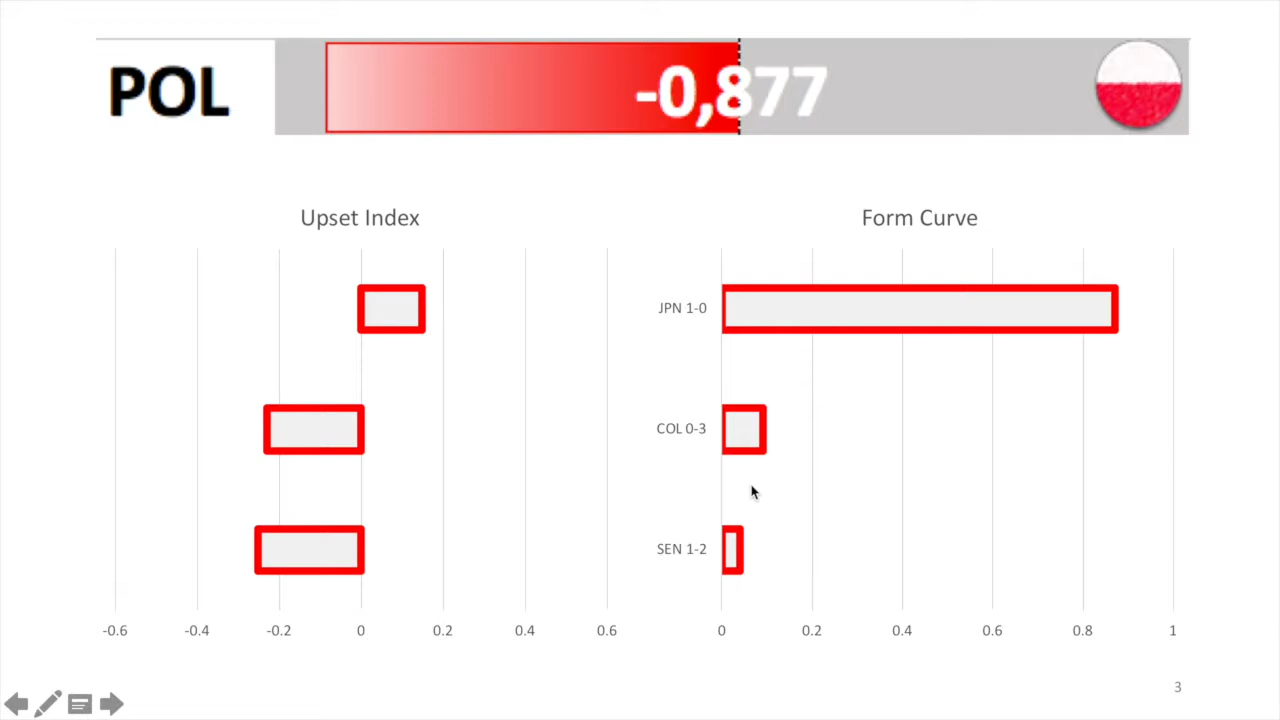 POL -0,877
Upset Index
Form Curve
JPN 1-0
COL 0-3
SEN 1-2
-0.6 -0.4 -0.2 0 0.2 0.4 0.6
0 0.2 0.4 0.6 0.8 1
3